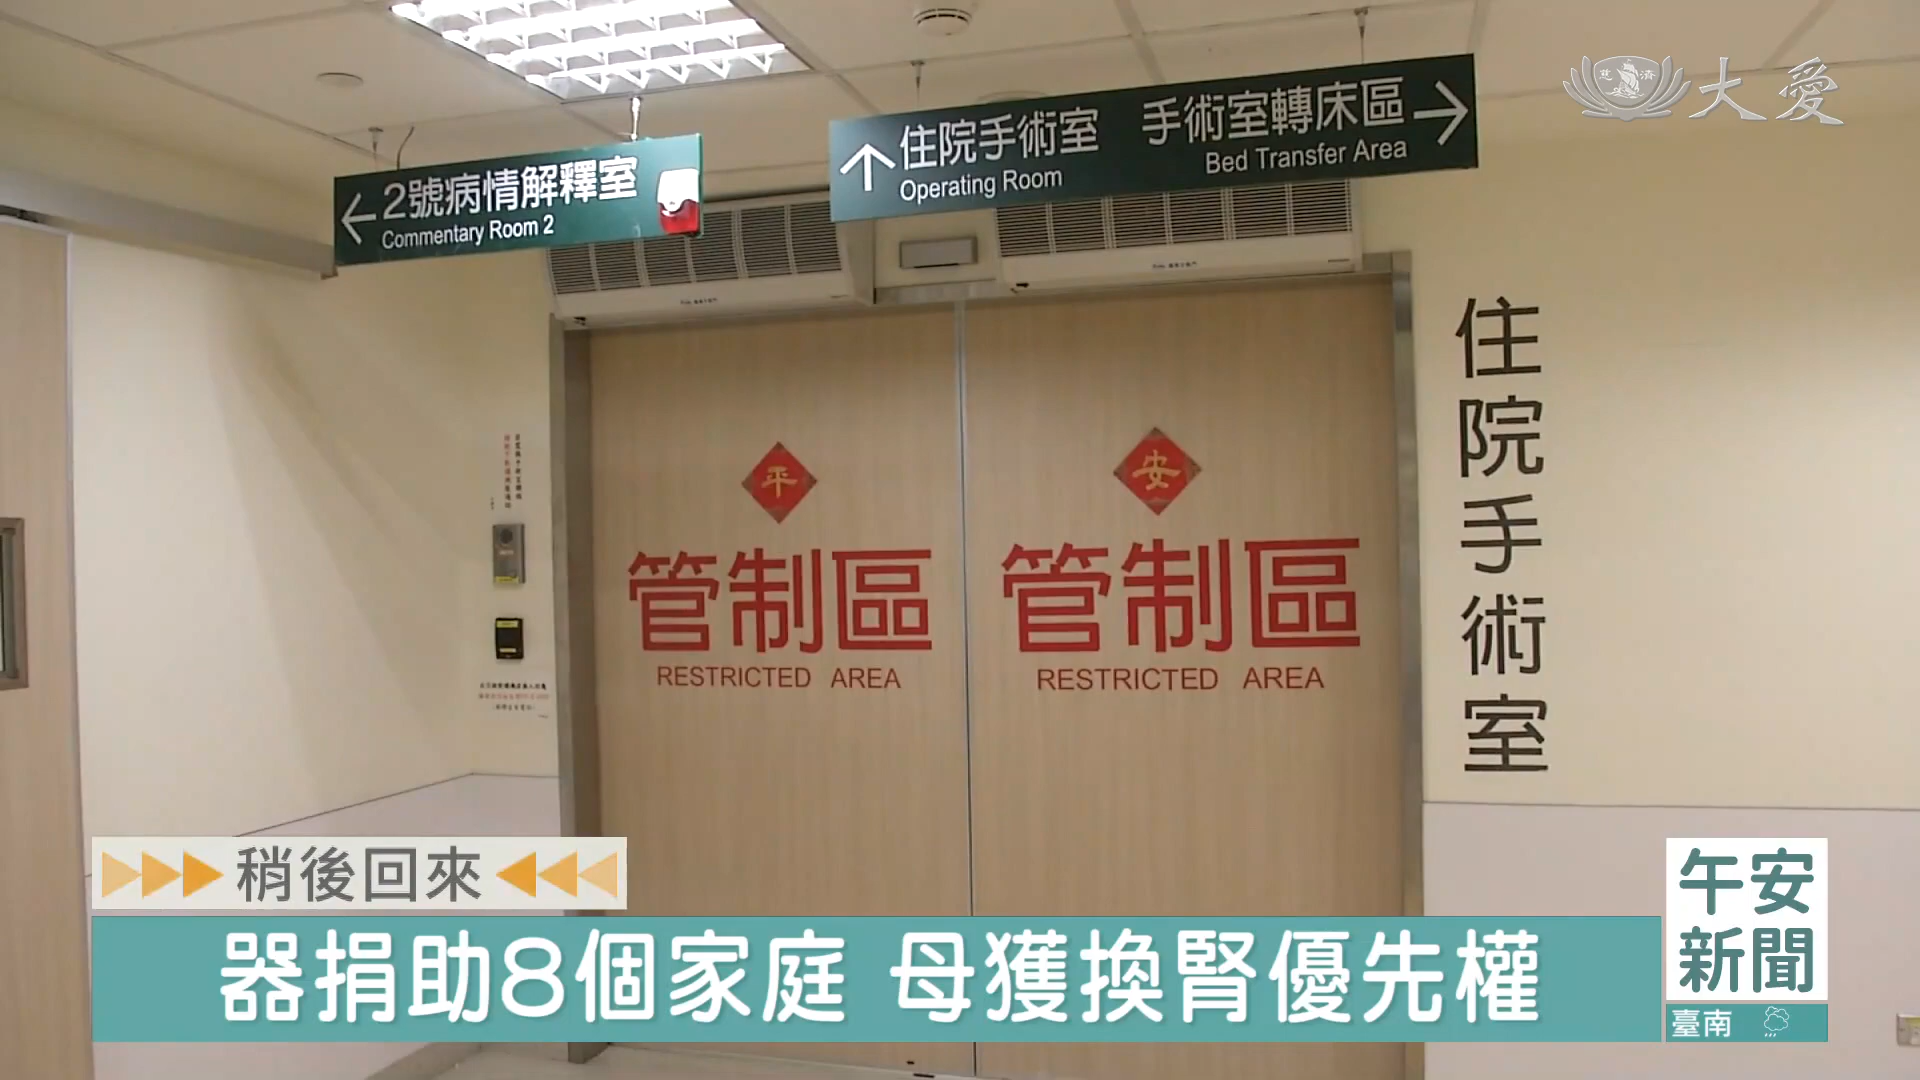 慈濟
大愛
住院手術室
Operating Room
手術室轉床區
Bed Transfer Area
2號病情解釋室
Commentary Room 2
平
安
管制區
RESTRICTED AREA
管制區
RESTRICTED AREA
住院手術室
稍後回來
器捐助8個家庭 母獲換腎優先權
午安
新聞
臺南